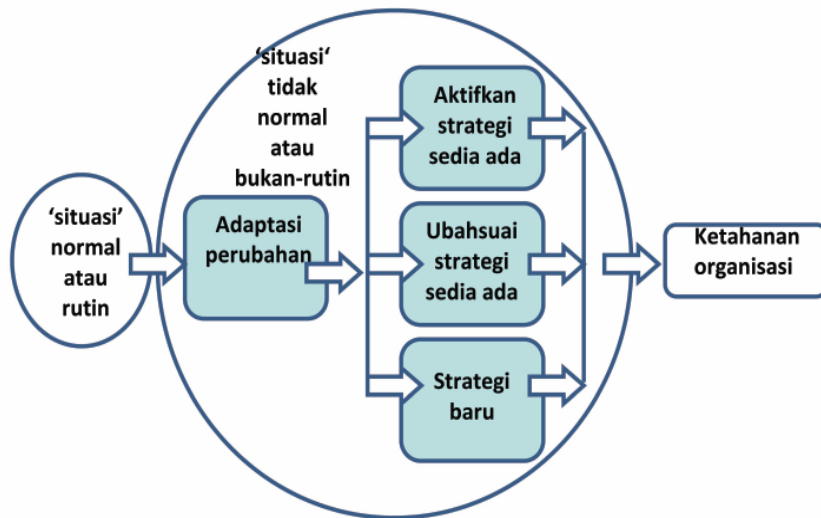 ‘situasi’
normal
atau
rutin
‘situasi‘
tidak
normal
atau
bukan-rutin
Adaptasi
perubahan
Aktifkan
strategi
sedia ada
Ubahsuai
strategi
sedia ada
Strategi
baru
Ketahanan
organisasi